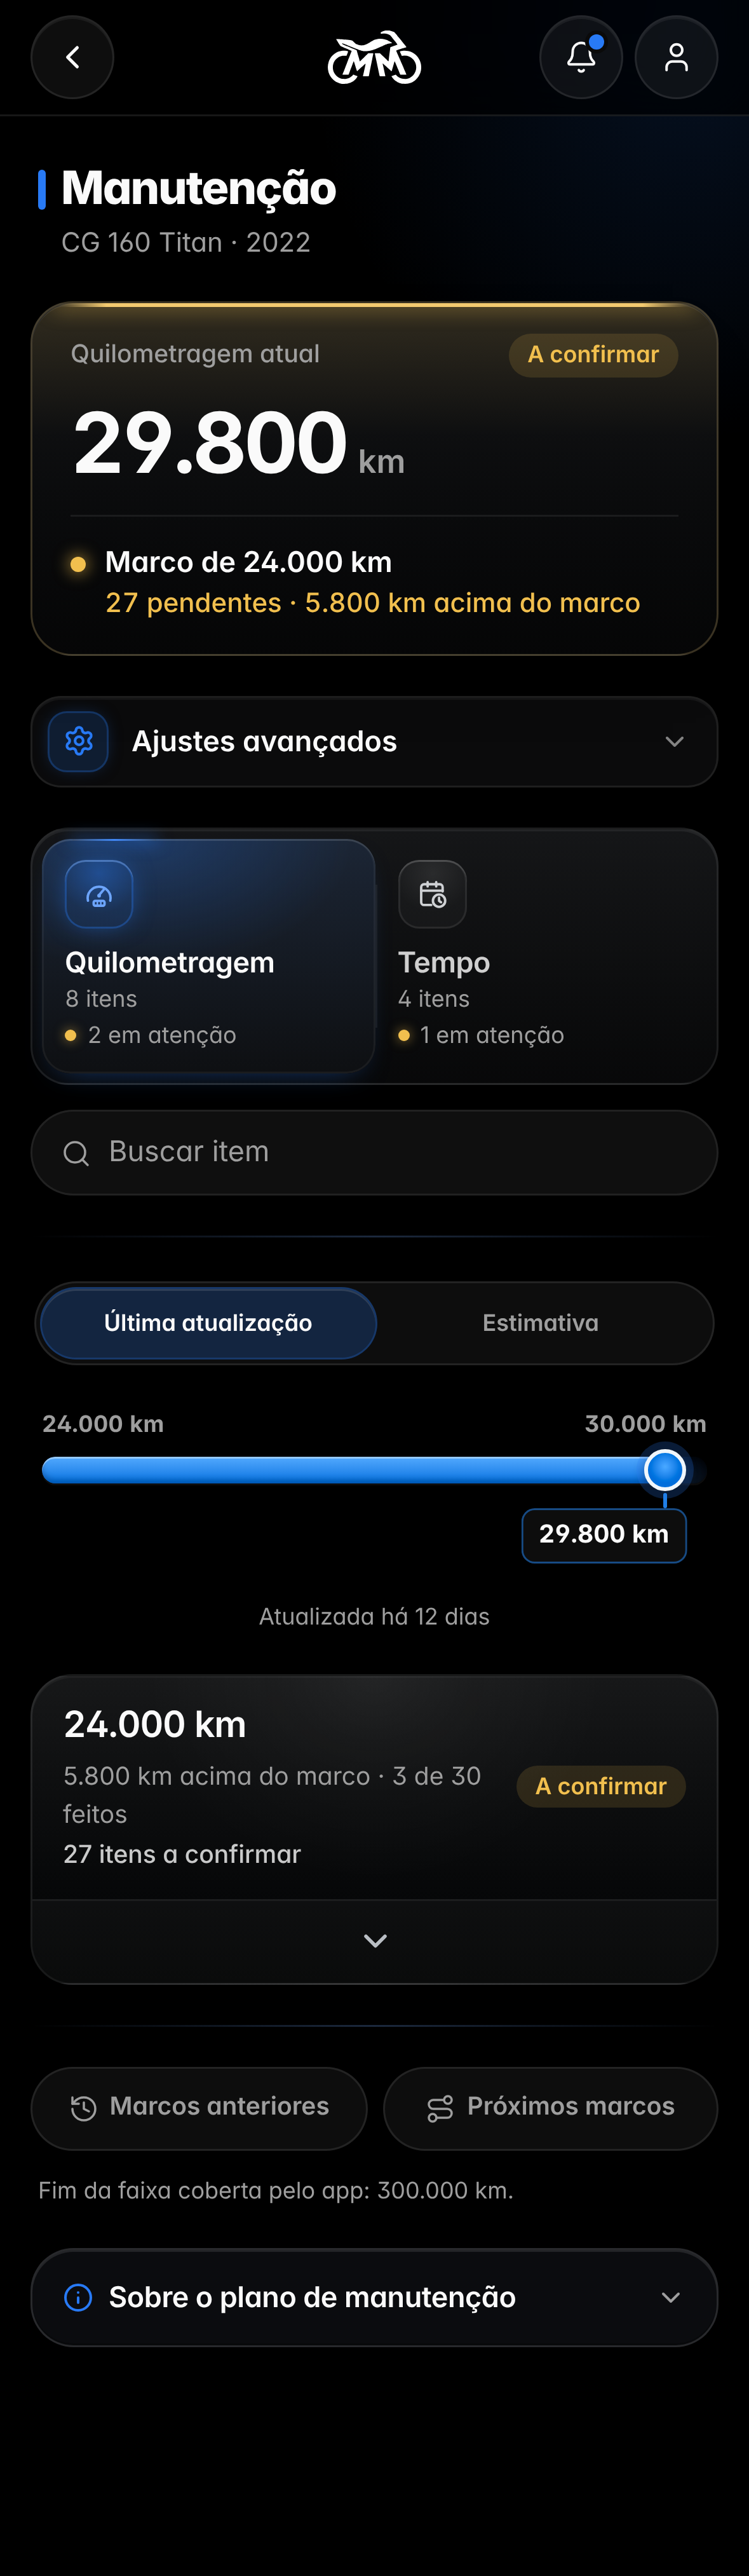 MM
Manutenção
CG 160 Titan · 2022
Quilometragem atual
A confirmar
29.800 km
Marco de 24.000 km
27 pendentes · 5.800 km acima do marco
Ajustes avançados
Quilometragem
8 itens
2 em atenção
Tempo
4 itens
1 em atenção
Buscar item
Última atualização
Estimativa
24.000 km
30.000 km
29.800 km
Atualizada há 12 dias
24.000 km
5.800 km acima do marco · 3 de 30
feitos
A confirmar
27 itens a confirmar
Marcos anteriores
Próximos marcos
Fim da faixa coberta pelo app: 300.000 km.
Sobre o plano de manutenção